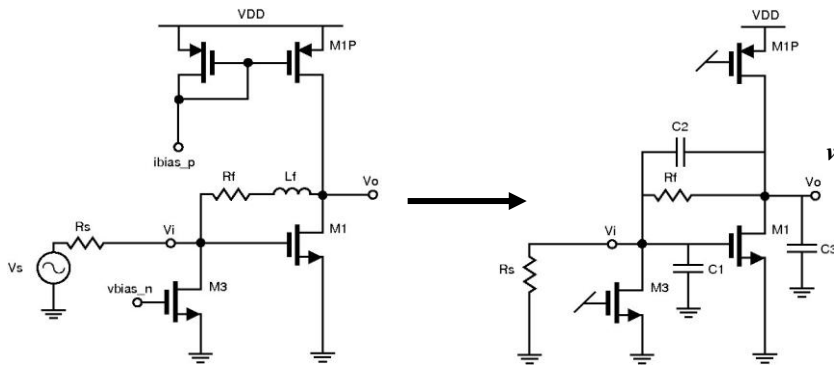 VDD
M1P
ibias_p
Rf
Lf
Vo
Rs
Vi
M1
Vs
vbias_n
M3
VDD
M1P
C2
v
Rf
Vo
Vi
M1
Rs
C1
C3
M3